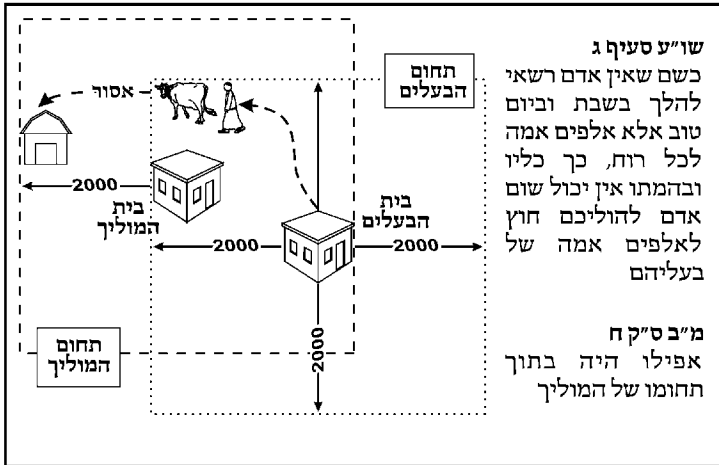 שו״ע סעיף ג
כשם שאין אדם רשאי
להלך בשבת וביום
טוב אלא אלפים אמה
לכל רוח, כך כליו
ובהמתו אין יכול שום
אדם להוליכם חוץ
לאלפים אמה של
בעליהם
מ״ב ס״ק ח
אפילו היה בתוך
תחומו של המוליך
תחום
הבעלים
אסור
2000
בית
המוליך
בית
הבעלים
2000
2000
2000
תחום
המוליך